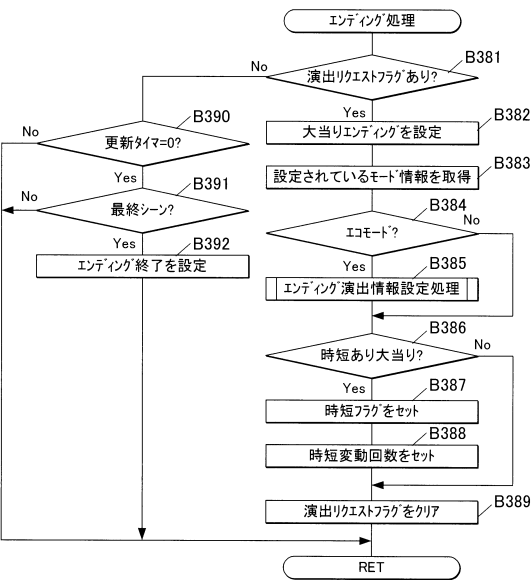 エンディング処理
B381
演出リクエストフラグあり?
No
Yes
B382
大当りエンディングを設定
B383
設定されているモード情報を取得
B384
エコモード?
No
Yes
B385
エンディング演出情報設定処理
B386
時短あり大当り?
No
Yes
B387
時短フラグをセット
B388
時短変動回数をセット
B389
演出リクエストフラグをクリア
B390
更新タイマ=0?
No
Yes
B391
最終シーン?
No
Yes
B392
エンディング終了を設定
RET